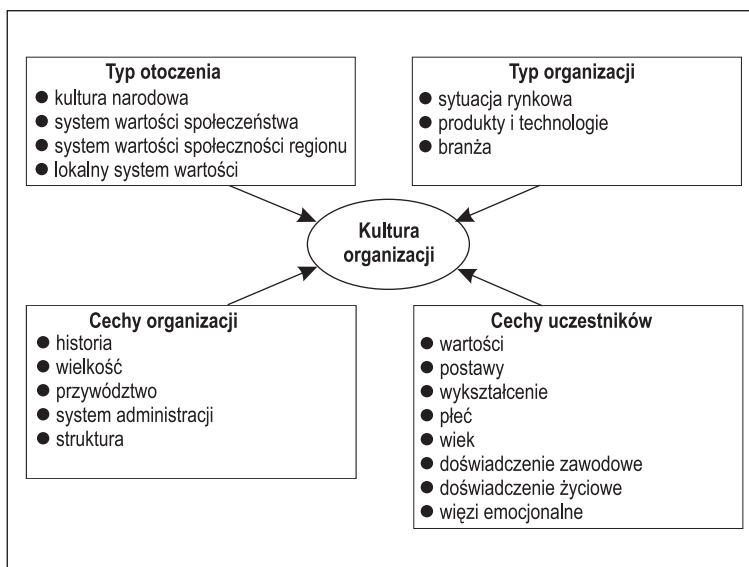 Typ otoczenia
● kultura narodowa
● system wartości społeczeństwa
● system wartości społeczności regionu
● lokalny system wartości
Typ organizacji
● sytuacja rynkowa
● produkty i technologie
● branża
Kultura
organizacji
Cechy organizacji
● historia
● wielkość
● przywództwo
● system administracji
● struktura
Cechy uczestników
● wartości
● postawy
● wykształcenie
● płeć
● wiek
● doświadczenie zawodowe
● doświadczenie życiowe
● więzi emocjonalne